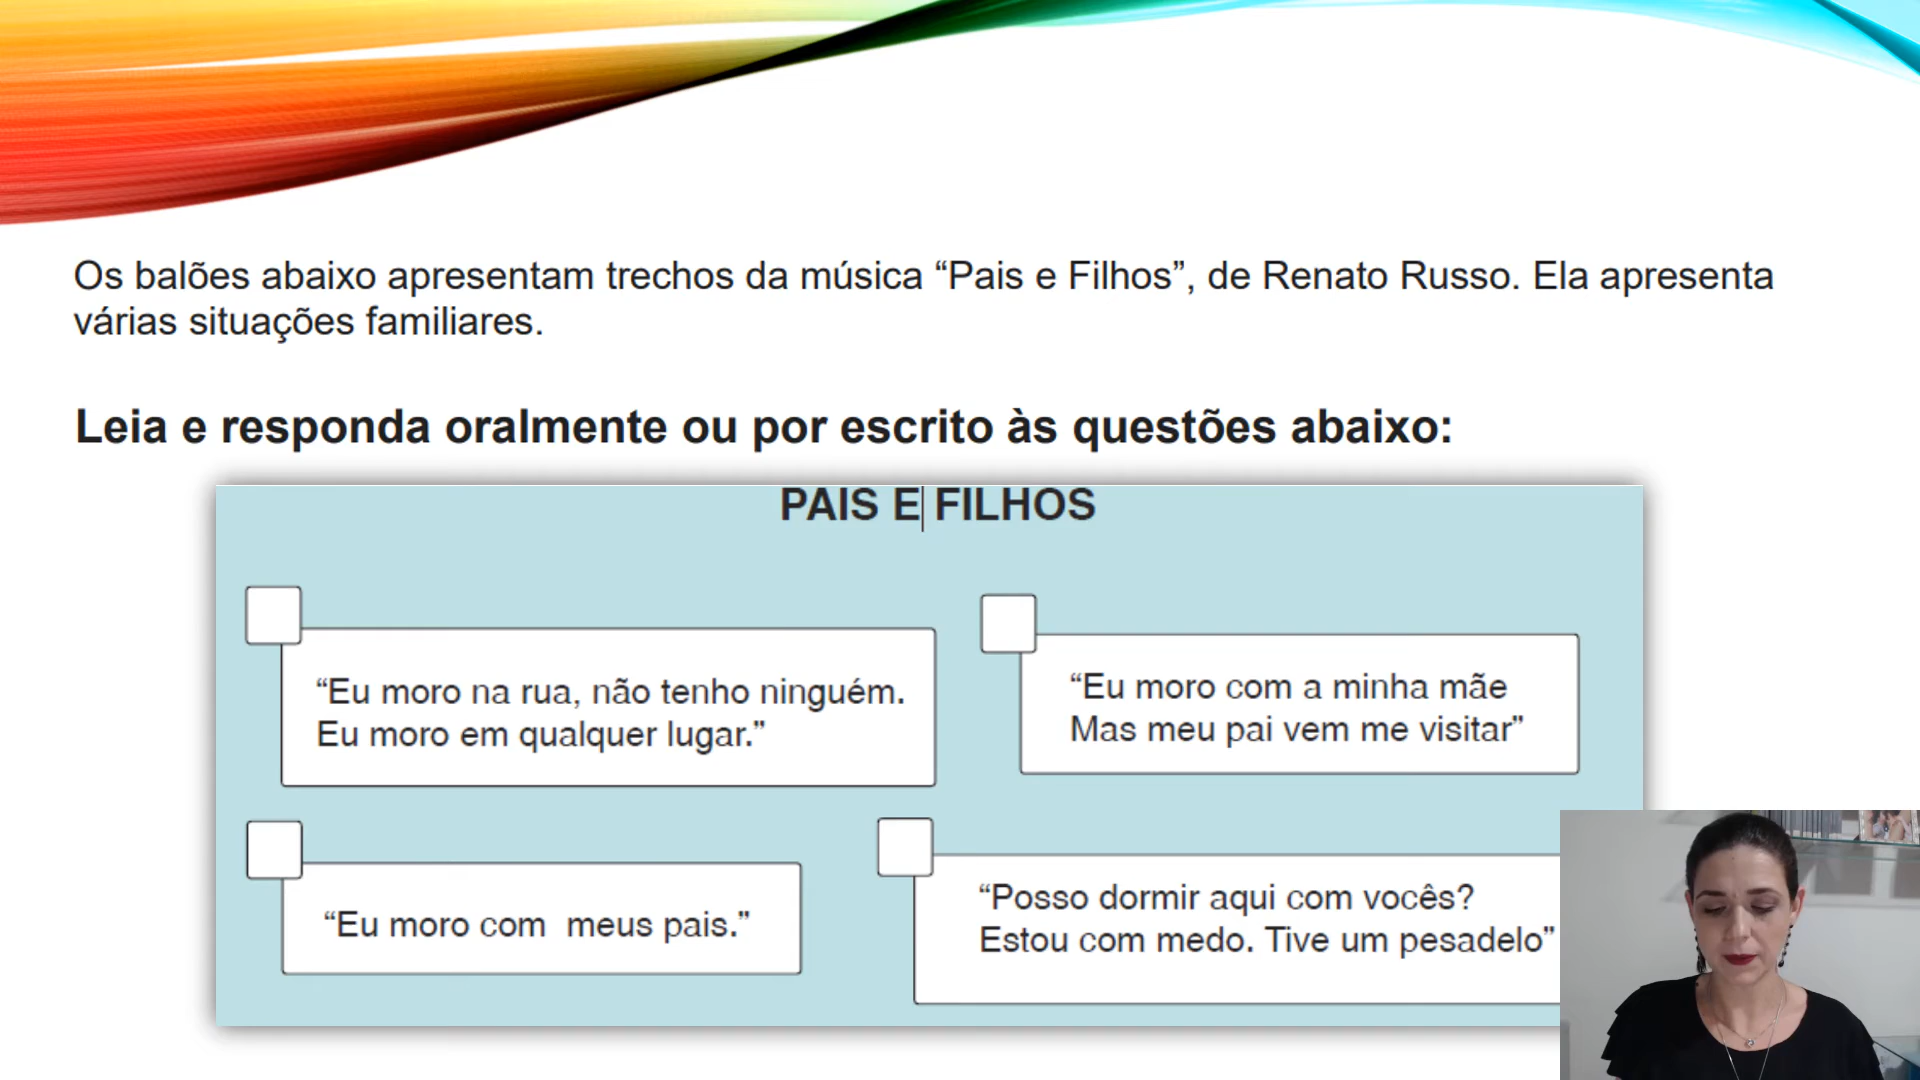 Os balões abaixo apresentam trechos da música “Pais e Filhos”, de Renato Russo. Ela apresenta
várias situações familiares.
Leia e responda oralmente ou por escrito às questões abaixo:
PAIS E FILHOS
“Eu moro na rua, não tenho ninguém.
Eu moro em qualquer lugar.”
“Eu moro com a minha mãe
Mas meu pai vem me visitar”
“Eu moro com  meus pais.”
“Posso dormir aqui com vocês?
Estou com medo. Tive um pesadelo”